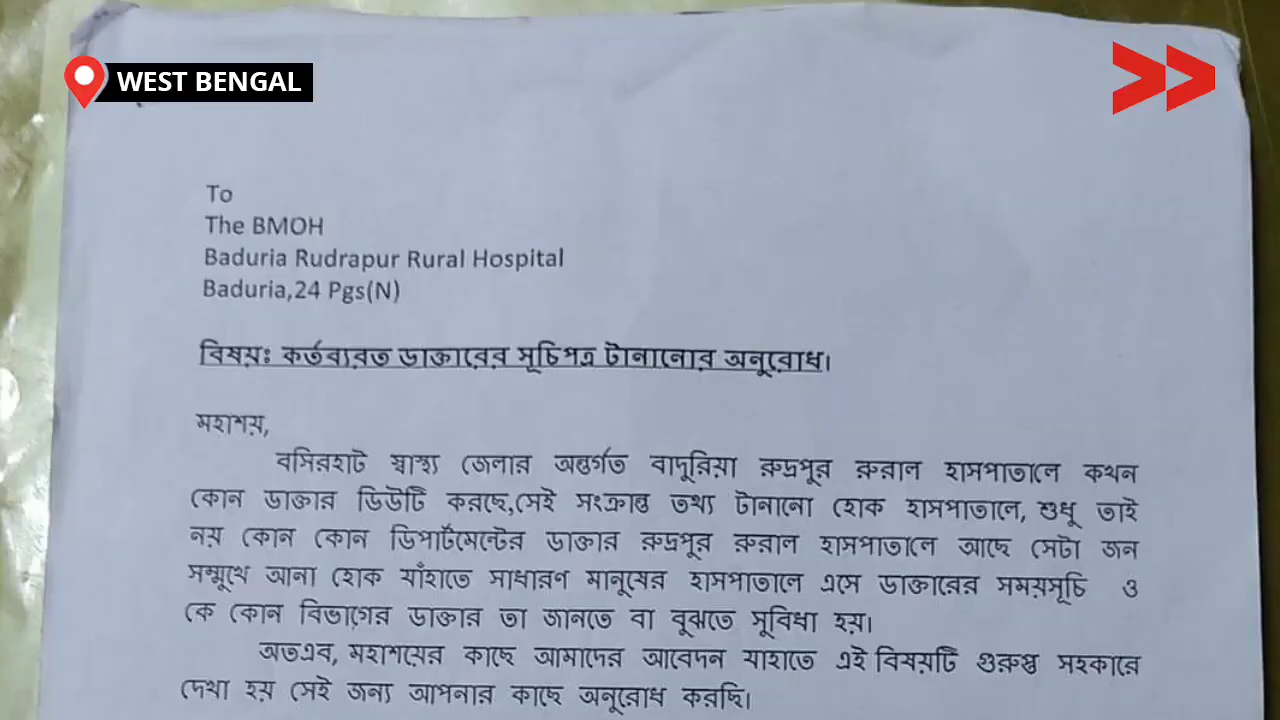 WEST BENGAL
To
The BMOH
Baduria Rudrapur Rural Hospital
Baduria,24 Pgs(N)
বিষয়ঃ কর্তব্যরত ডাক্তারের সূচিপত্র টানানোর অনুরোধ।
মহাশয়,
বসিরহাট স্বাস্থ্য জেলার অন্তর্গত বাদুরিয়া রুদ্রপুর রুরাল হাসপাতালে কখন
কোন ডাক্তার ডিউটি করছে,সেই সংক্রান্ত তথ্য টানানো হোক হাসপাতালে, শুধু তাই
নয় কোন কোন ডিপার্টমেন্টের ডাক্তার রুদ্রপুর রুরাল হাসপাতালে আছে সেটা জন
সম্মুখে আনা হোক যাঁহাতে সাধারণ মানুষের হাসপাতালে এসে ডাক্তারের সময়সূচি ও
কে কোন বিভাগের ডাক্তার তা জানতে বা বুঝতে সুবিধা হয়।
অতএব, মহাশয়ের কাছে আমাদের আবেদন যাহাতে এই বিষয়টি গুরুত্ব সহকারে
দেখা হয় সেই জন্য আপনার কাছে অনুরোধ করছি।